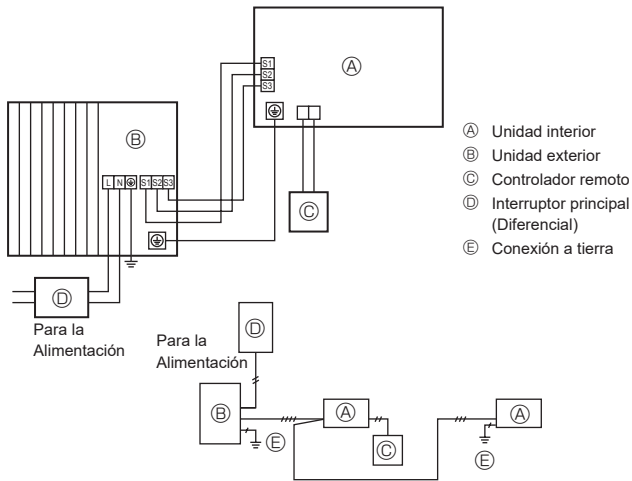 S1
S2
S3
Ⓐ
Ⓑ
L N S1 S2 S3
Ⓒ
Ⓓ
Para la
Alimentación
Ⓐ Unidad interior
Ⓑ Unidad exterior
Ⓒ Controlador remoto
Ⓓ Interruptor principal
(Diferencial)
Ⓔ Conexión a tierra
Para la
Alimentación
Ⓓ
Ⓑ
Ⓔ
Ⓐ
Ⓒ
Ⓐ
Ⓔ